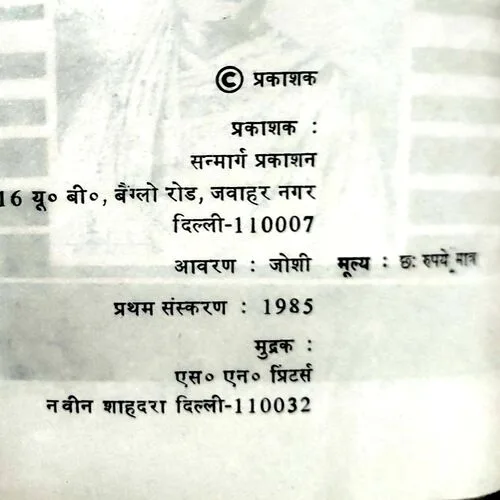 © प्रकाशक
प्रकाशक :
सन्मार्ग प्रकाशन
16 यू० बी०, बैंग्लो रोड, जवाहर नगर
दिल्ली-110007
आवरण : जोशी मूल्य : छः रुपये मात्र
प्रथम संस्करण : 1985
मुद्रक :
एस० एन० प्रिंटर्स
नवीन शाहदरा दिल्ली-110032